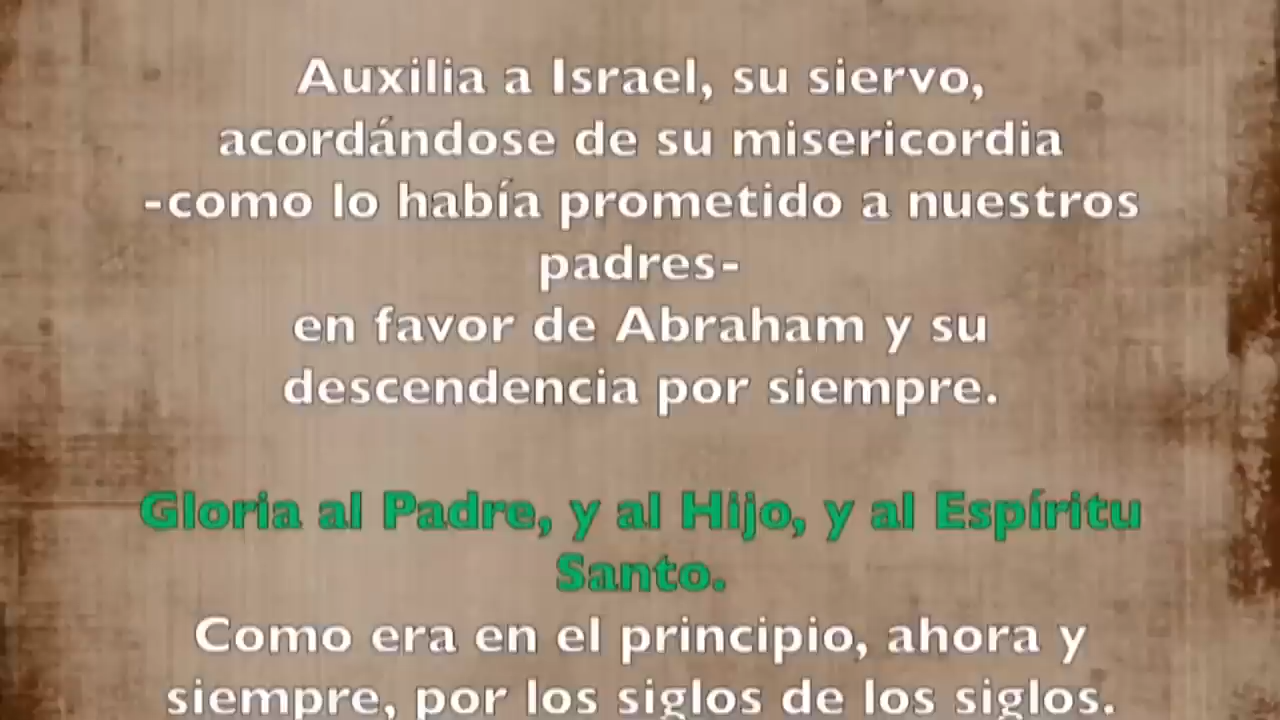 Auxilia a Israel, su siervo,
acordándose de su misericordia
-como lo había prometido a nuestros
padres-
en favor de Abraham y su
descendencia por siempre.
Gloria al Padre, y al Hijo, y al Espíritu
Santo.
Como era en el principio, ahora y
siempre, por los siglos de los siglos.